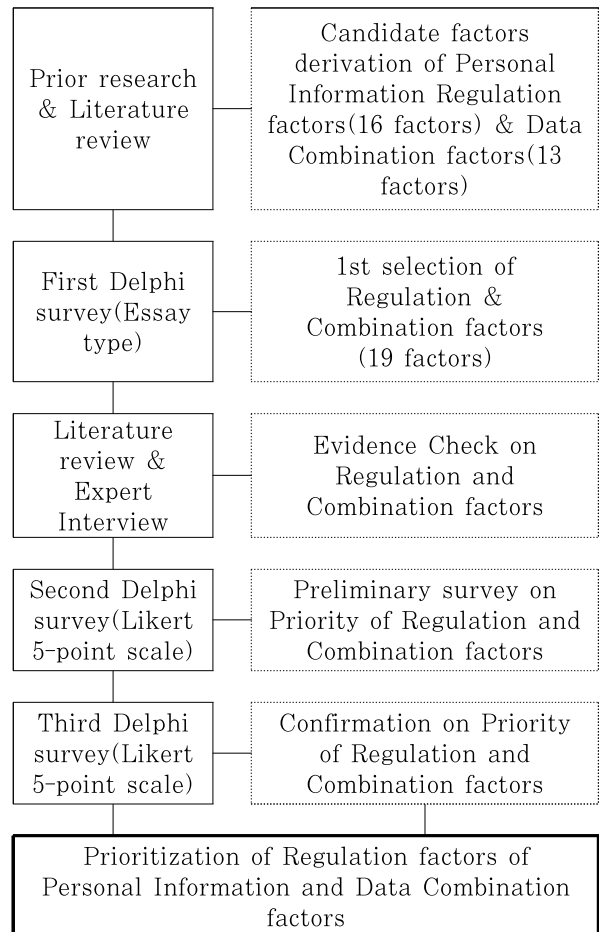 Prior research
& Literature
review
Candidate factors
derivation of Personal
Information Regulation
factors(16 factors) & Data
Combination factors(13
factors)
First Delphi
survey(Essay
type)
1st selection of
Regulation &
Combination factors
(19 factors)
Literature
review &
Expert
Interview
Evidence Check on
Regulation and
Combination factors
Second Delphi
survey(Likert
5-point scale)
Preliminary survey on
Priority of Regulation and
Combination factors
Third Delphi
survey(Likert
5-point scale)
Confirmation on Priority
of Regulation and
Combination factors
Prioritization of Regulation factors of
Personal Information and Data Combination
factors